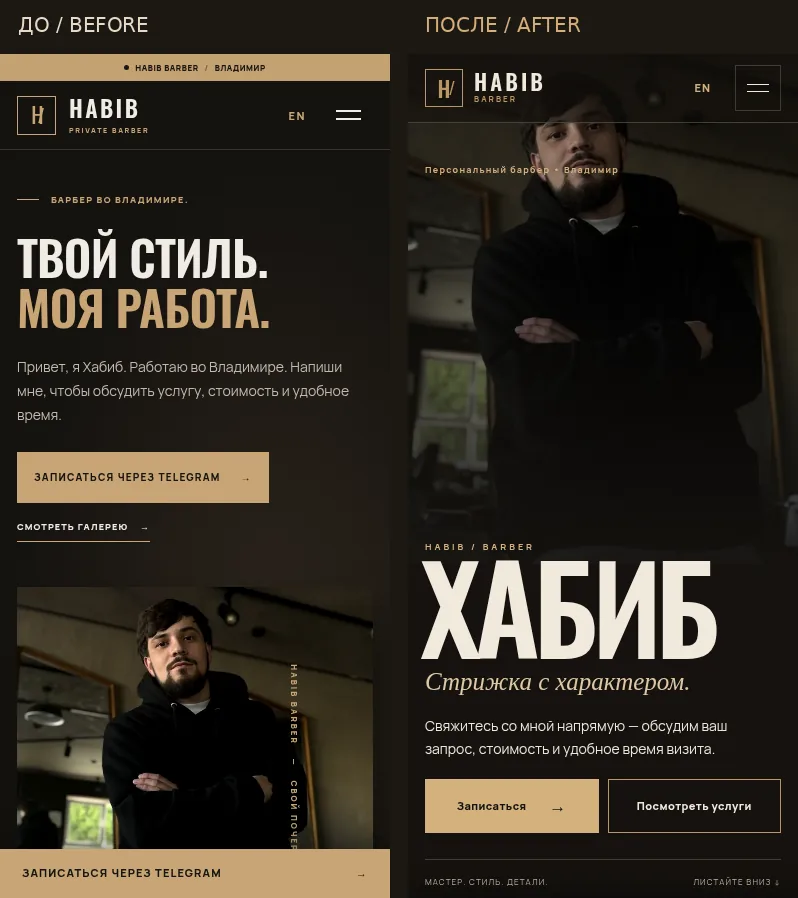 ДО / BEFORE
HABIB BARBER / ВЛАДИМИР
H/
HABIB
PRIVATE BARBER
EN
БАРБЕР ВО ВЛАДИМИРЕ.
ТВОЙ СТИЛЬ.
МОЯ РАБОТА.
Привет, я Хабиб. Работаю во Владимире. Напиши
мне, чтобы обсудить услугу, стоимость и удобное
время.
ЗАПИСАТЬСЯ ЧЕРЕЗ TELEGRAM →
СМОТРЕТЬ ГАЛЕРЕЮ →
HABIB BARBER — СВОЙ ПОЧЕР
ЗАПИСАТЬСЯ ЧЕРЕЗ TELEGRAM →
ПОСЛЕ / AFTER
H/
HABIB
BARBER
EN
Персональный барбер • Владимир
HABIB / BARBER
ХАБИБ
Стрижка с характером.
Свяжитесь со мной напрямую — обсудим ваш
запрос, стоимость и удобное время визита.
Записаться →
Посмотреть услуги
МАСТЕР. СТИЛЬ. ДЕТАЛИ.
ЛИСТАЙТЕ ВНИЗ ↓